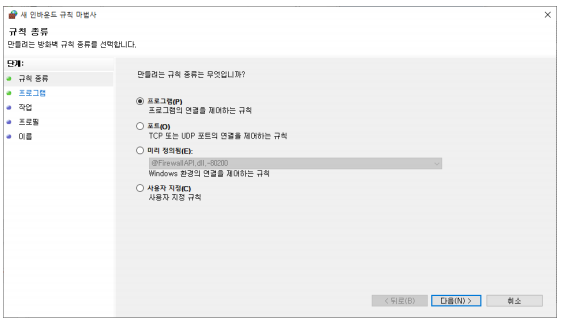 새 인바운드 규칙 마법사
규칙 종류
만들려는 방화벽 규칙 종류를 선택합니다.
단계:
규칙 종류
프로그램
작업
프로필
이름
만들려는 규칙 종류는 무엇입니까?
프로그램(P)
프로그램의 연결을 제어하는 규칙
포트(O)
TCP 또는 UDP 포트의 연결을 제어하는 규칙
미리 정의됨(E):
@FirewallAPI.dll,-80200
Windows 환경의 연결을 제어하는 규칙
사용자 지정(C)
사용자 지정 규칙
< 뒤로(B) 다음(N) > 취소